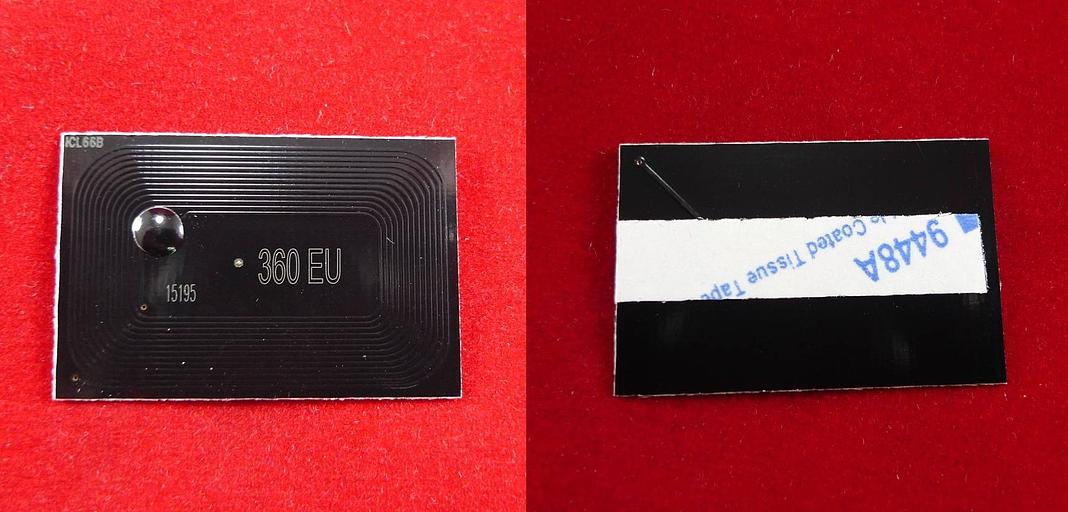 ICL66B
360 EU
15195
9448A
Coated Tissue Tape